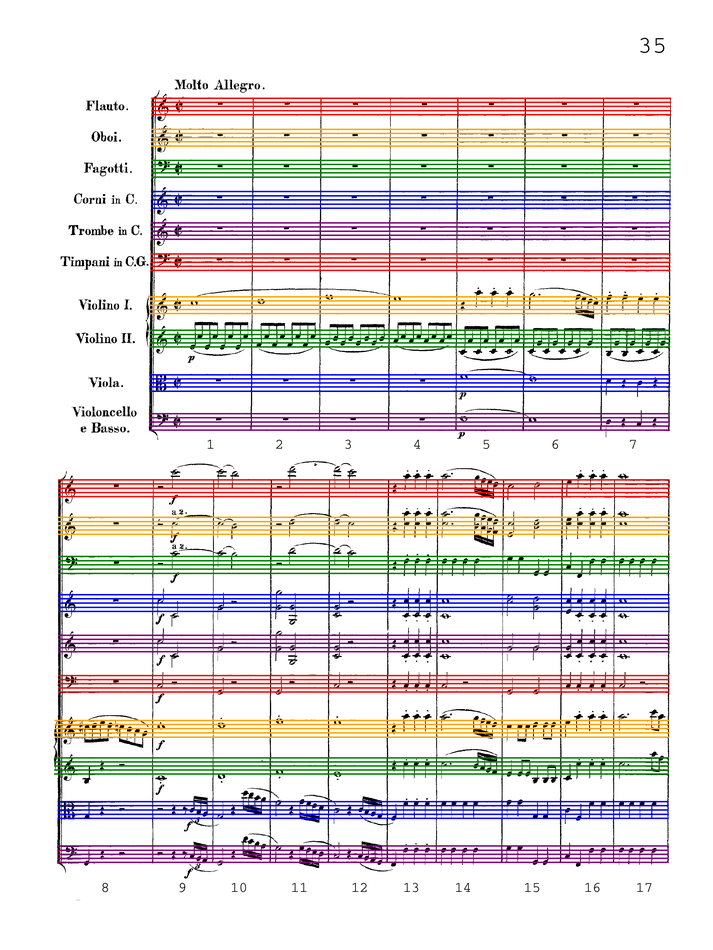 35
Molto Allegro.
Flauto.
Oboi.
Fagotti.
Corni in C.
Trombe in C.
Timpani in C.G.
Violino I.
Violino II.
p
Viola.
p
Violoncello
e Basso.
p
1 2 3 4 5 6 7
f
a 2.
f
a 2.
f
f
f
f
f
f
f
f
8 9 10 11 12 13 14 15 16 17